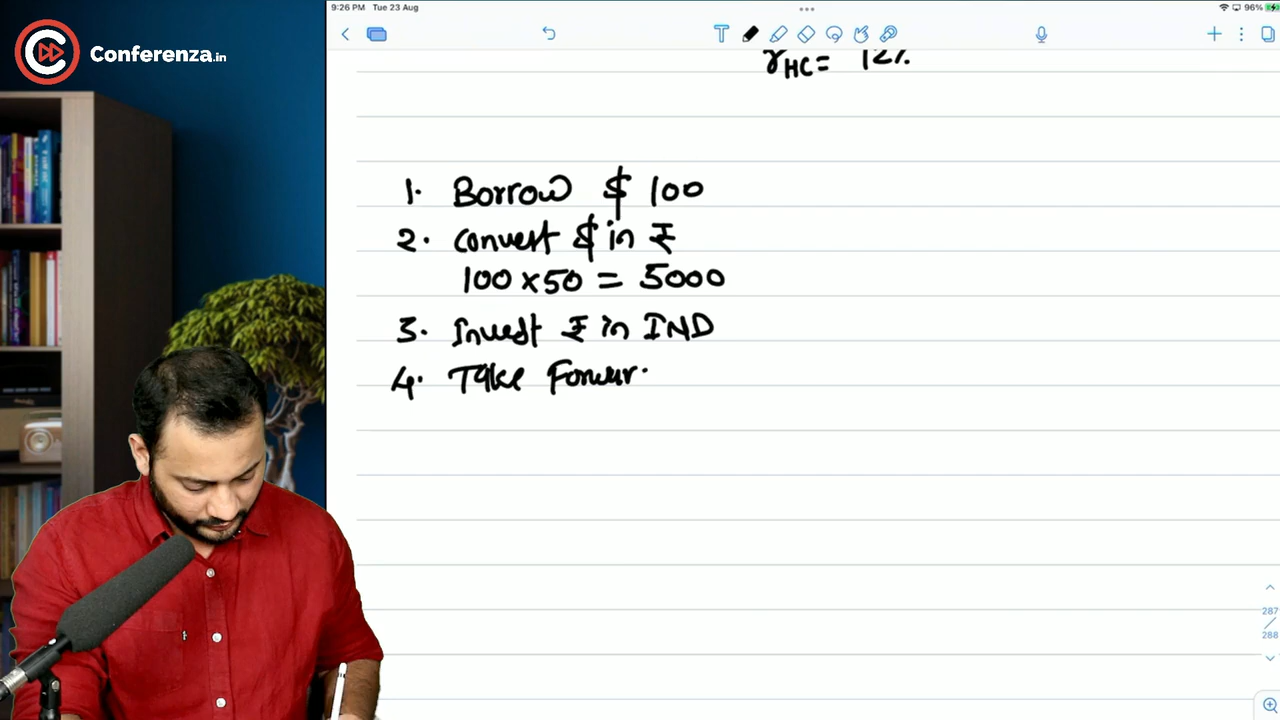 9:26 PM Tue 23 Aug
96%
Conferenza.in
T
rHC = 12%
1. Borrow $ 100
2. Convert $ in ₹
100 × 50 = 5000
3. Invest ₹ in IND
4. Take Forwar.
287
288